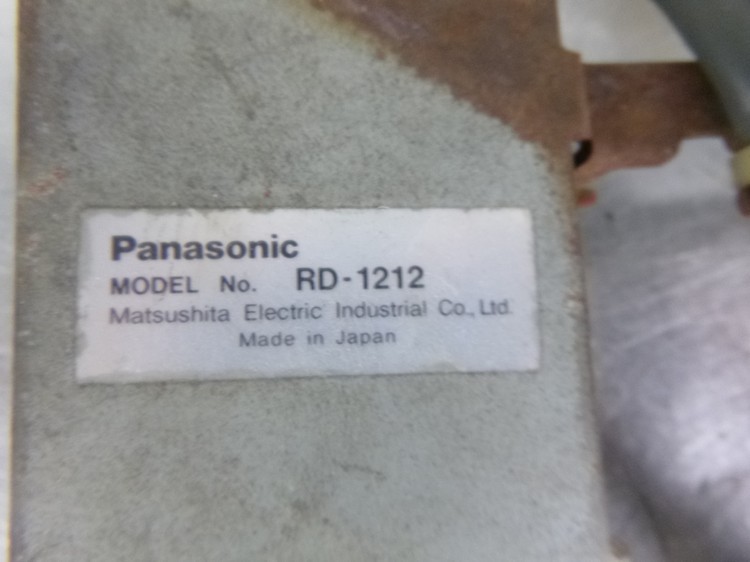 Panasonic
MODEL No. RD-1212
Matsushita Electric Industrial Co., Ltd.
Made in Japan